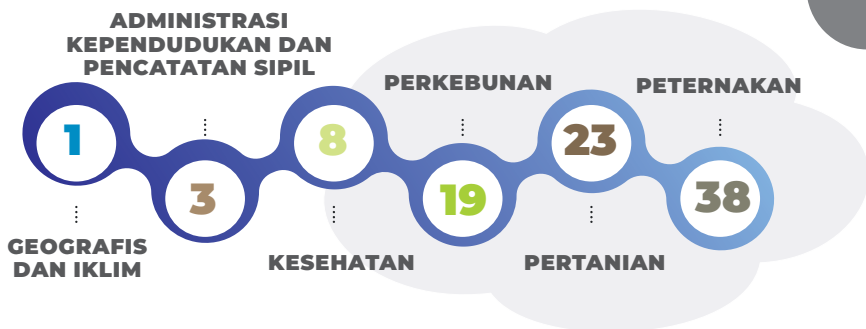 ADMINISTRASI
KEPENDUDUKAN DAN
PENCATATAN SIPIL
PERKEBUNAN
PETERNAKAN
1
8
23
3
19
38
GEOGRAFIS
DAN IKLIM
KESEHATAN
PERTANIAN